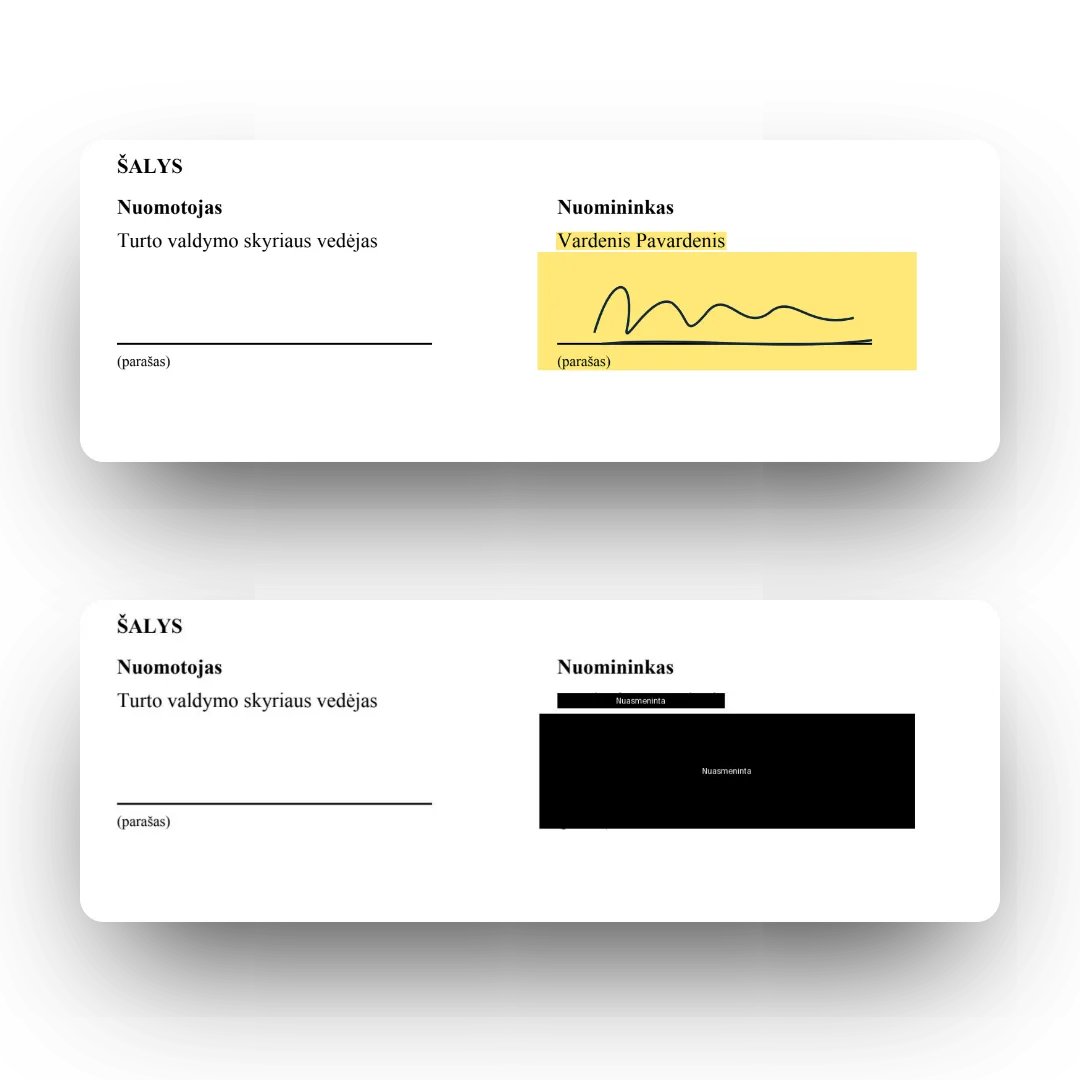 ŠALYS
Nuomotojas
Nuomininkas
Turto valdymo skyriaus vedėjas
Vardenis Pavardenis
(parašas)
(parašas)
ŠALYS
Nuomotojas
Nuomininkas
Turto valdymo skyriaus vedėjas
Nuasmeninta
Nuasmeninta
(parašas)